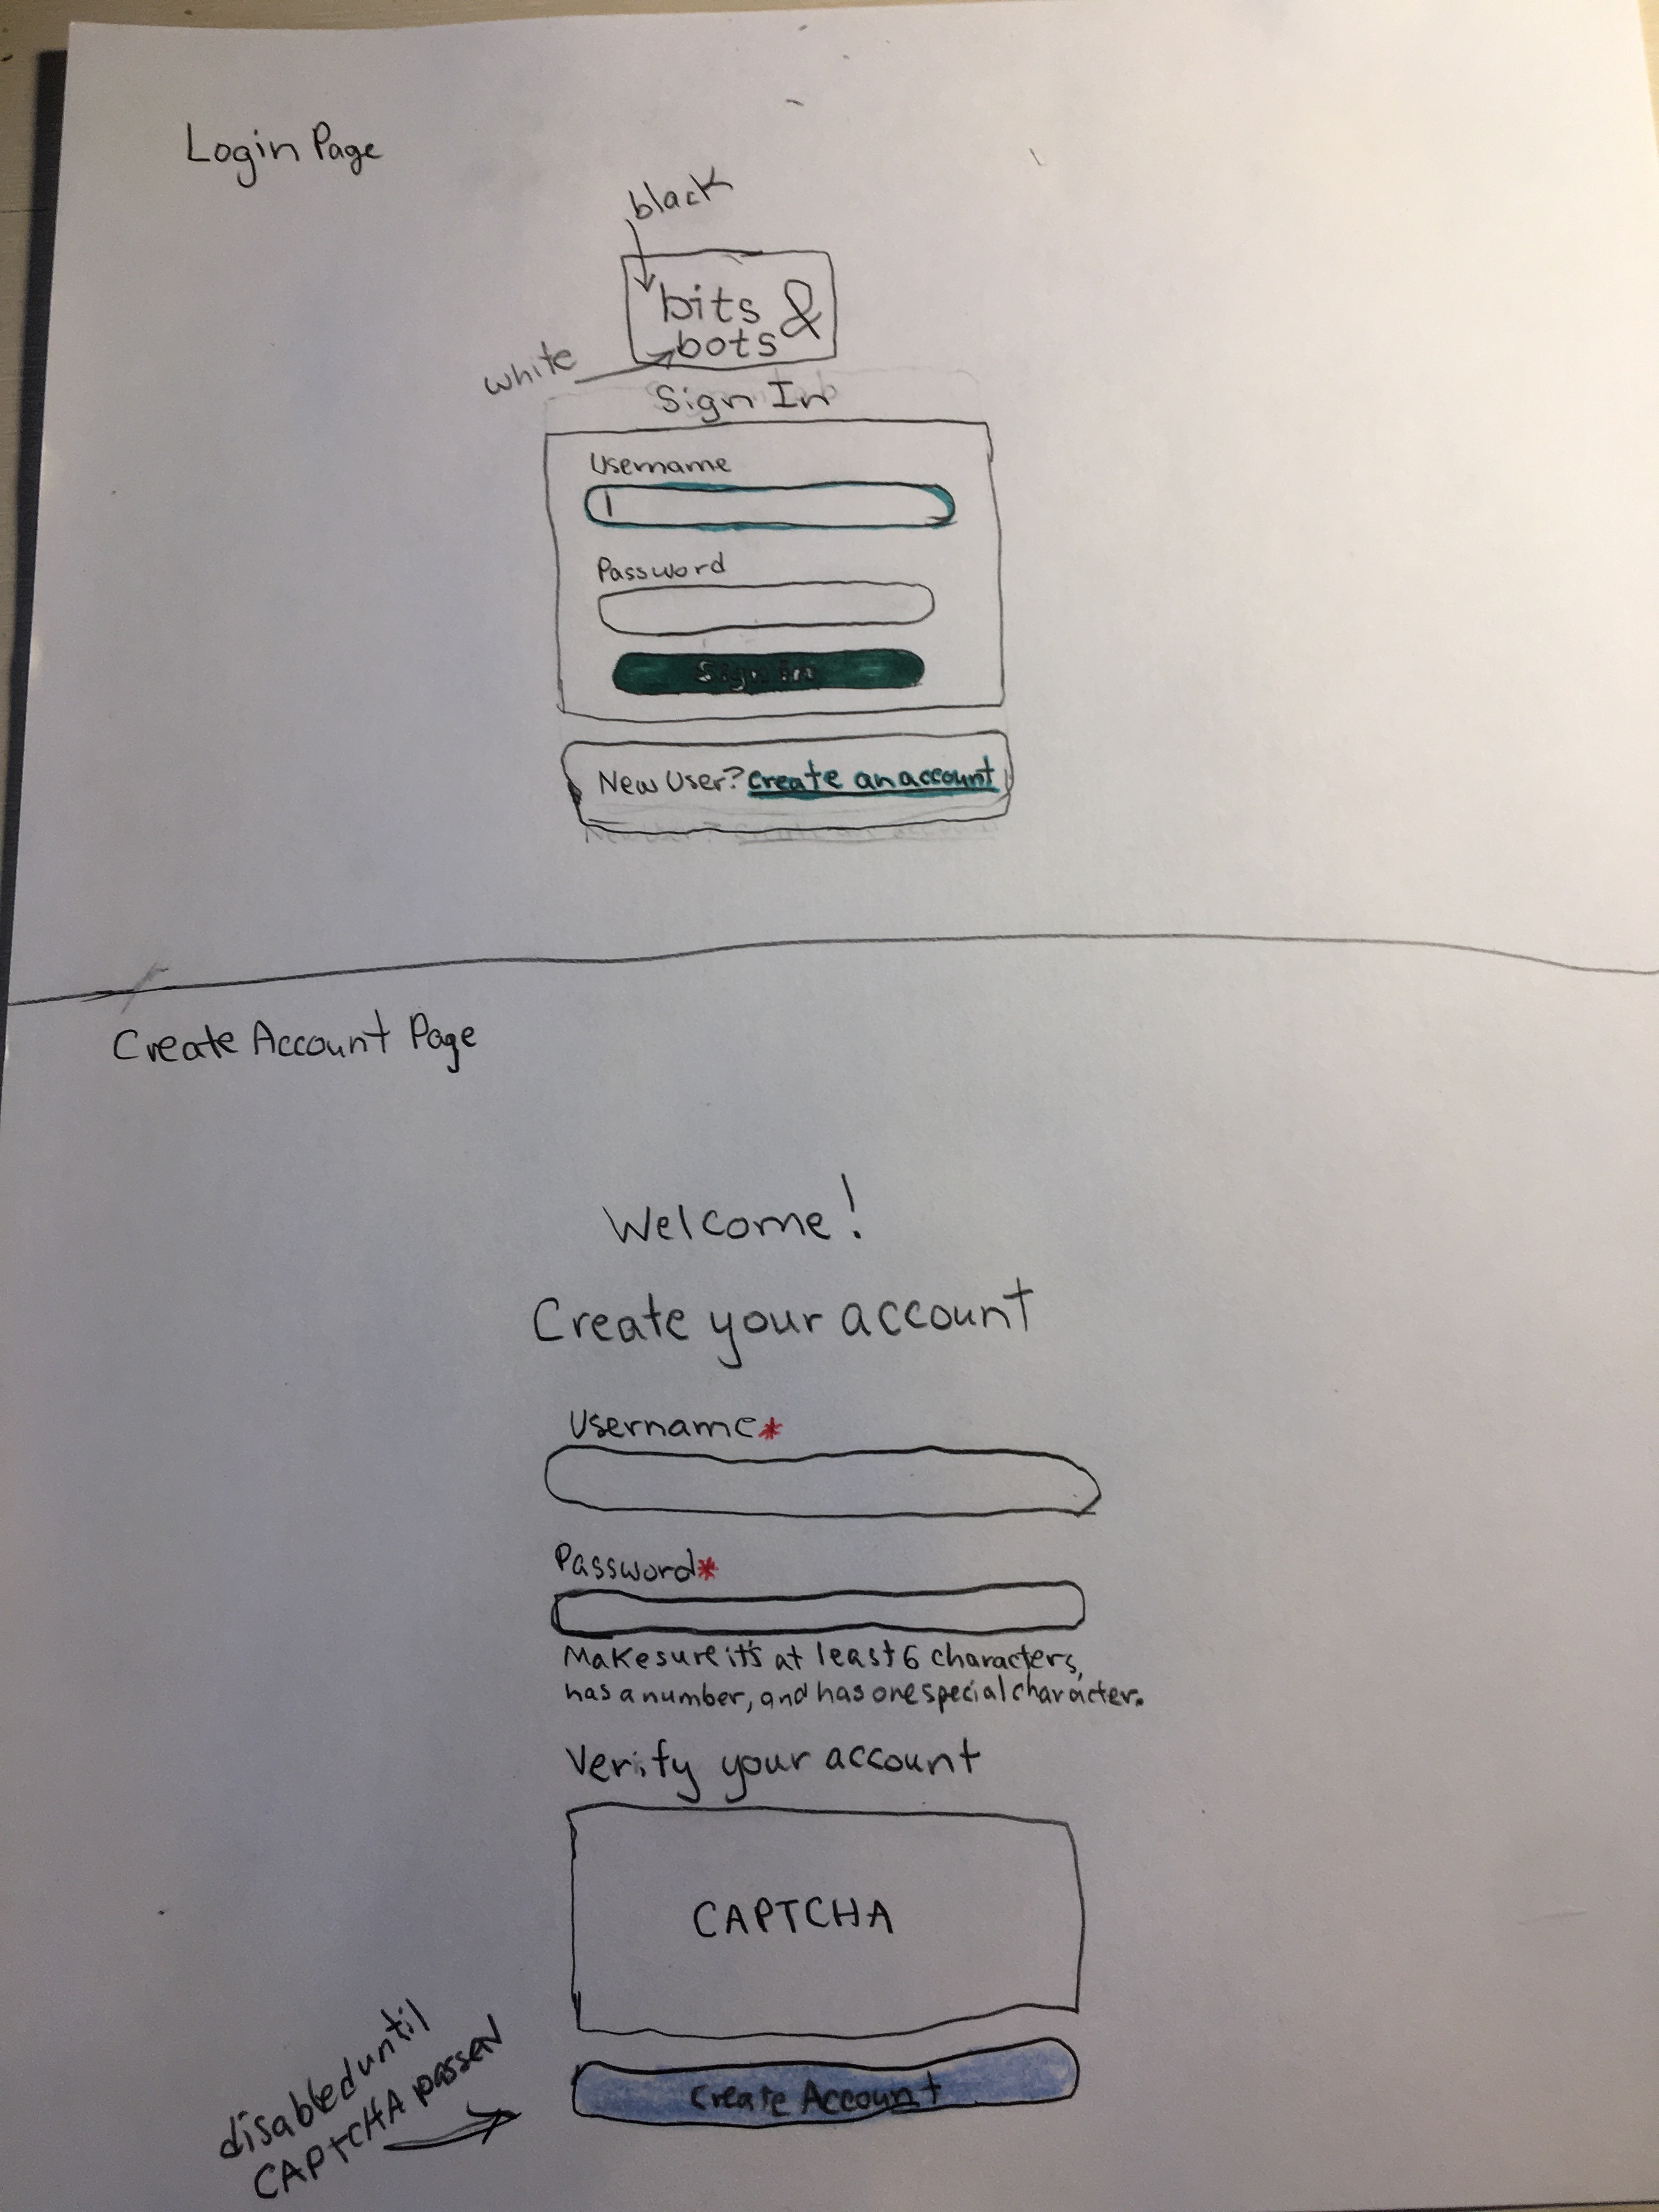 Login Page
black
bits &
bots
white
Sign In
Username
Password
Sign in
New User? create an account
Create Account Page
Welcome!
Create your account
Username*
Password*
Make sure it's at least 6 characters,
has a number, and has one special character.
Verify your account
CAPTCHA
disabled until
CAPTCHA passed
Create Account